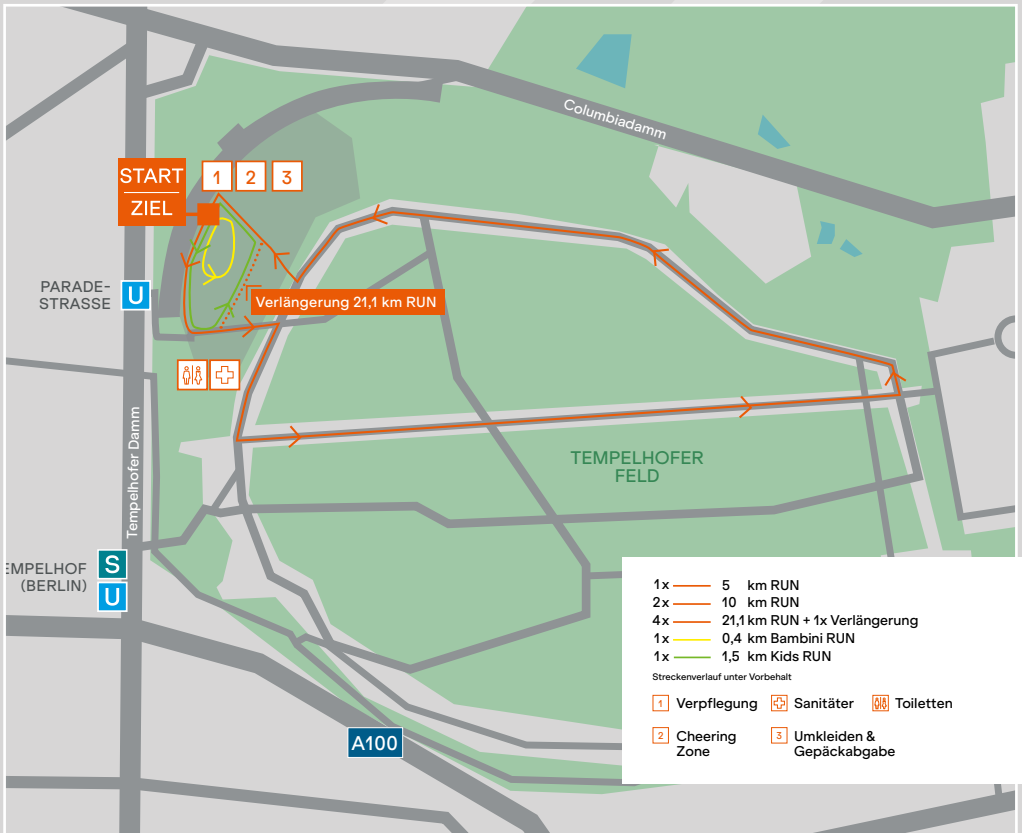 Columbiadamm
START
ZIEL
1 2 3
PARADE-
STRASSE
U
Verlängerung 21,1 km RUN
Tempelhofer Damm
TEMPELHOFER
FELD
EMPELHOF
(BERLIN)
S
U
A100
1x 5 km RUN
2x 10 km RUN
4x 21,1 km RUN + 1x Verlängerung
1x 0,4 km Bambini RUN
1x 1,5 km Kids RUN
Streckenverlauf unter Vorbehalt
1 Verpflegung Sanitäter Toiletten
2 Cheering
Zone
3 Umkleiden &
Gepäckabgabe